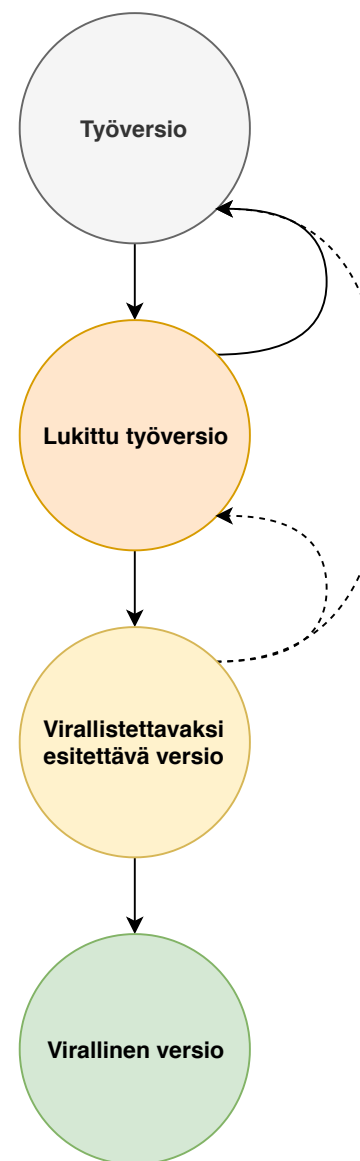 Työversio
Lukittu työversio
Virallistettavaksi
esitettävä versio
Virallinen versio